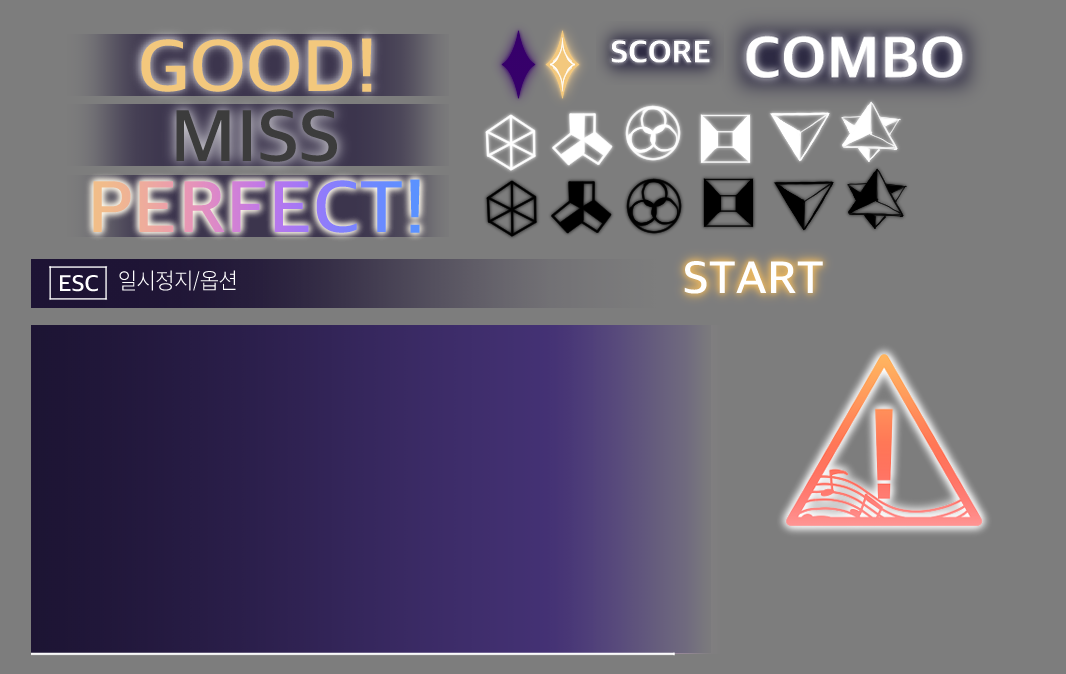 GOOD!
SCORE
COMBO
MISS
PERFECT!
ESC 일시정지/옵션
START
!